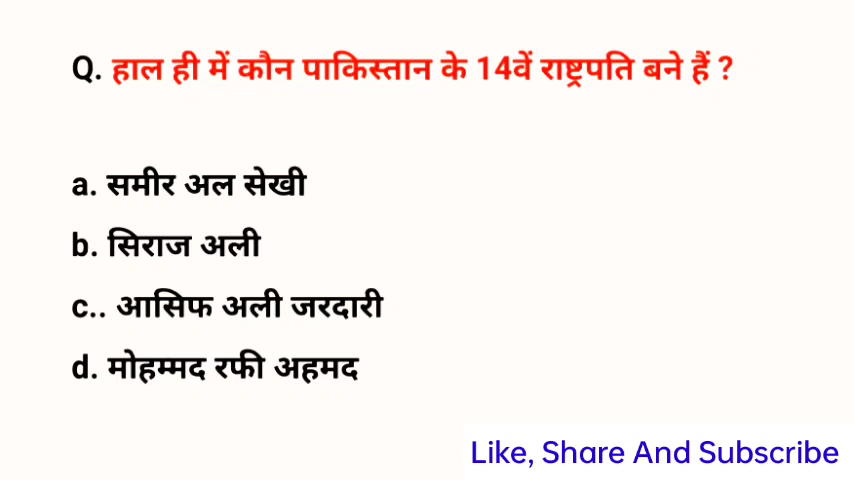 Q. हाल ही में कौन पाकिस्तान के 14वें राष्ट्रपति बने हैं ?
a. समीर अल सेखी
b. सिराज अली
c.. आसिफ अली जरदारी
d. मोहम्मद रफी अहमद
Like, Share And Subscribe